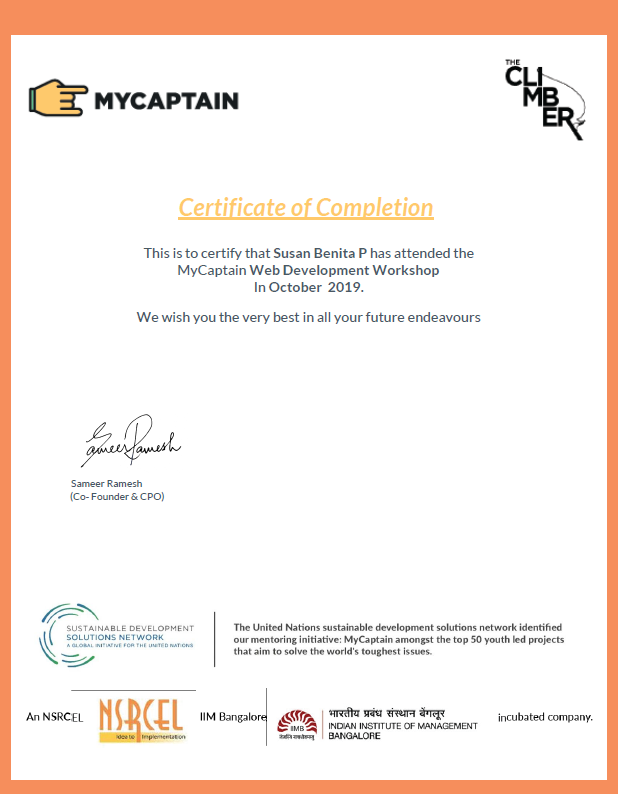 MYCAPTAIN
THE
CLI
MB
ER
Certificate of Completion
This is to certify that Susan Benita P has attended the
MyCaptain Web Development Workshop
In October 2019.
We wish you the very best in all your future endeavours
Sameer Ramesh
Sameer Ramesh
(Co- Founder & CPO)
SUSTAINABLE DEVELOPMENT
SOLUTIONS NETWORK
A GLOBAL INITIATIVE FOR THE UNITED NATIONS
The United Nations sustainable development solutions network identified
our mentoring initiative: MyCaptain amongst the top 50 youth led projects
that aim to solve the world's toughest issues.
An NSRCEL
NSRCEL
Idea to Implementation
IIM Bangalore
IIMB
भारतीय प्रबंध संस्थान बेंगलूर
INDIAN INSTITUTE OF MANAGEMENT
BANGALORE
incubated company.